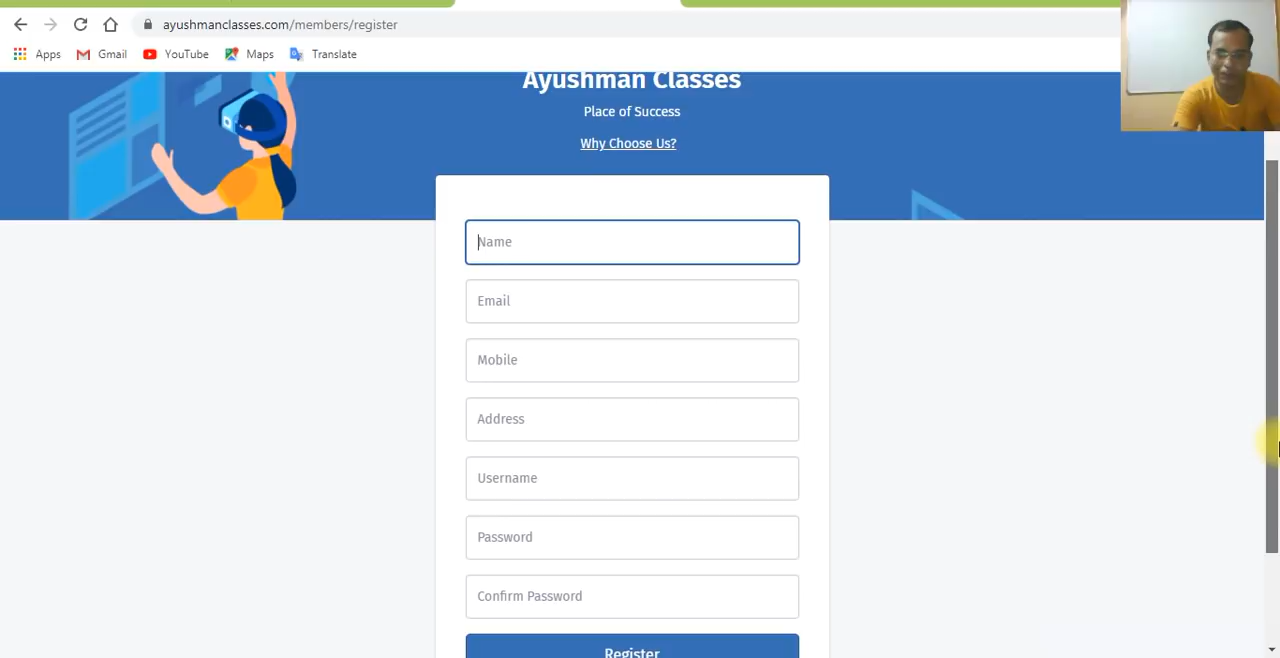 ayushmanclasses.com/members/register
Apps Gmail YouTube Maps Translate
Ayushman Classes
Place of Success
Why Choose Us?
Name
Email
Mobile
Address
Username
Password
Confirm Password
Register